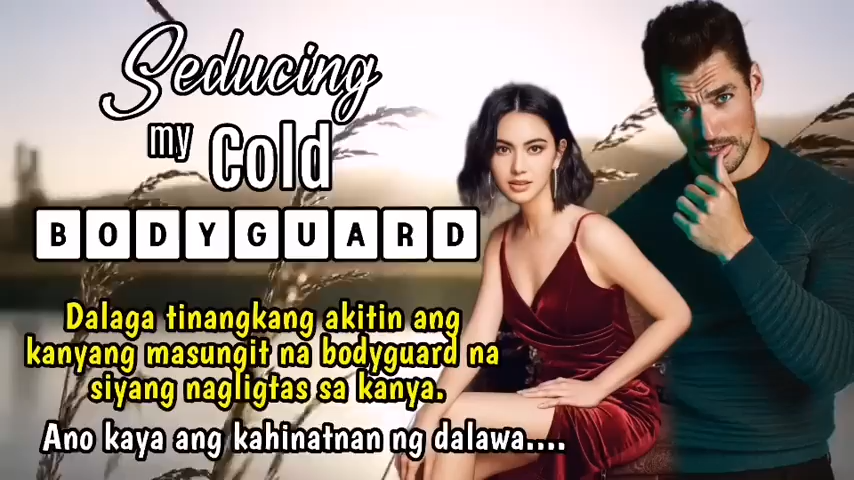 Seducing
my Cold
BODYGUARD
Dalaga tinangkang akitin ang
kanyang masungit na bodyguard na
siyang nagligtas sa kanya.
Ano kaya ang kahinatnan ng dalawa....